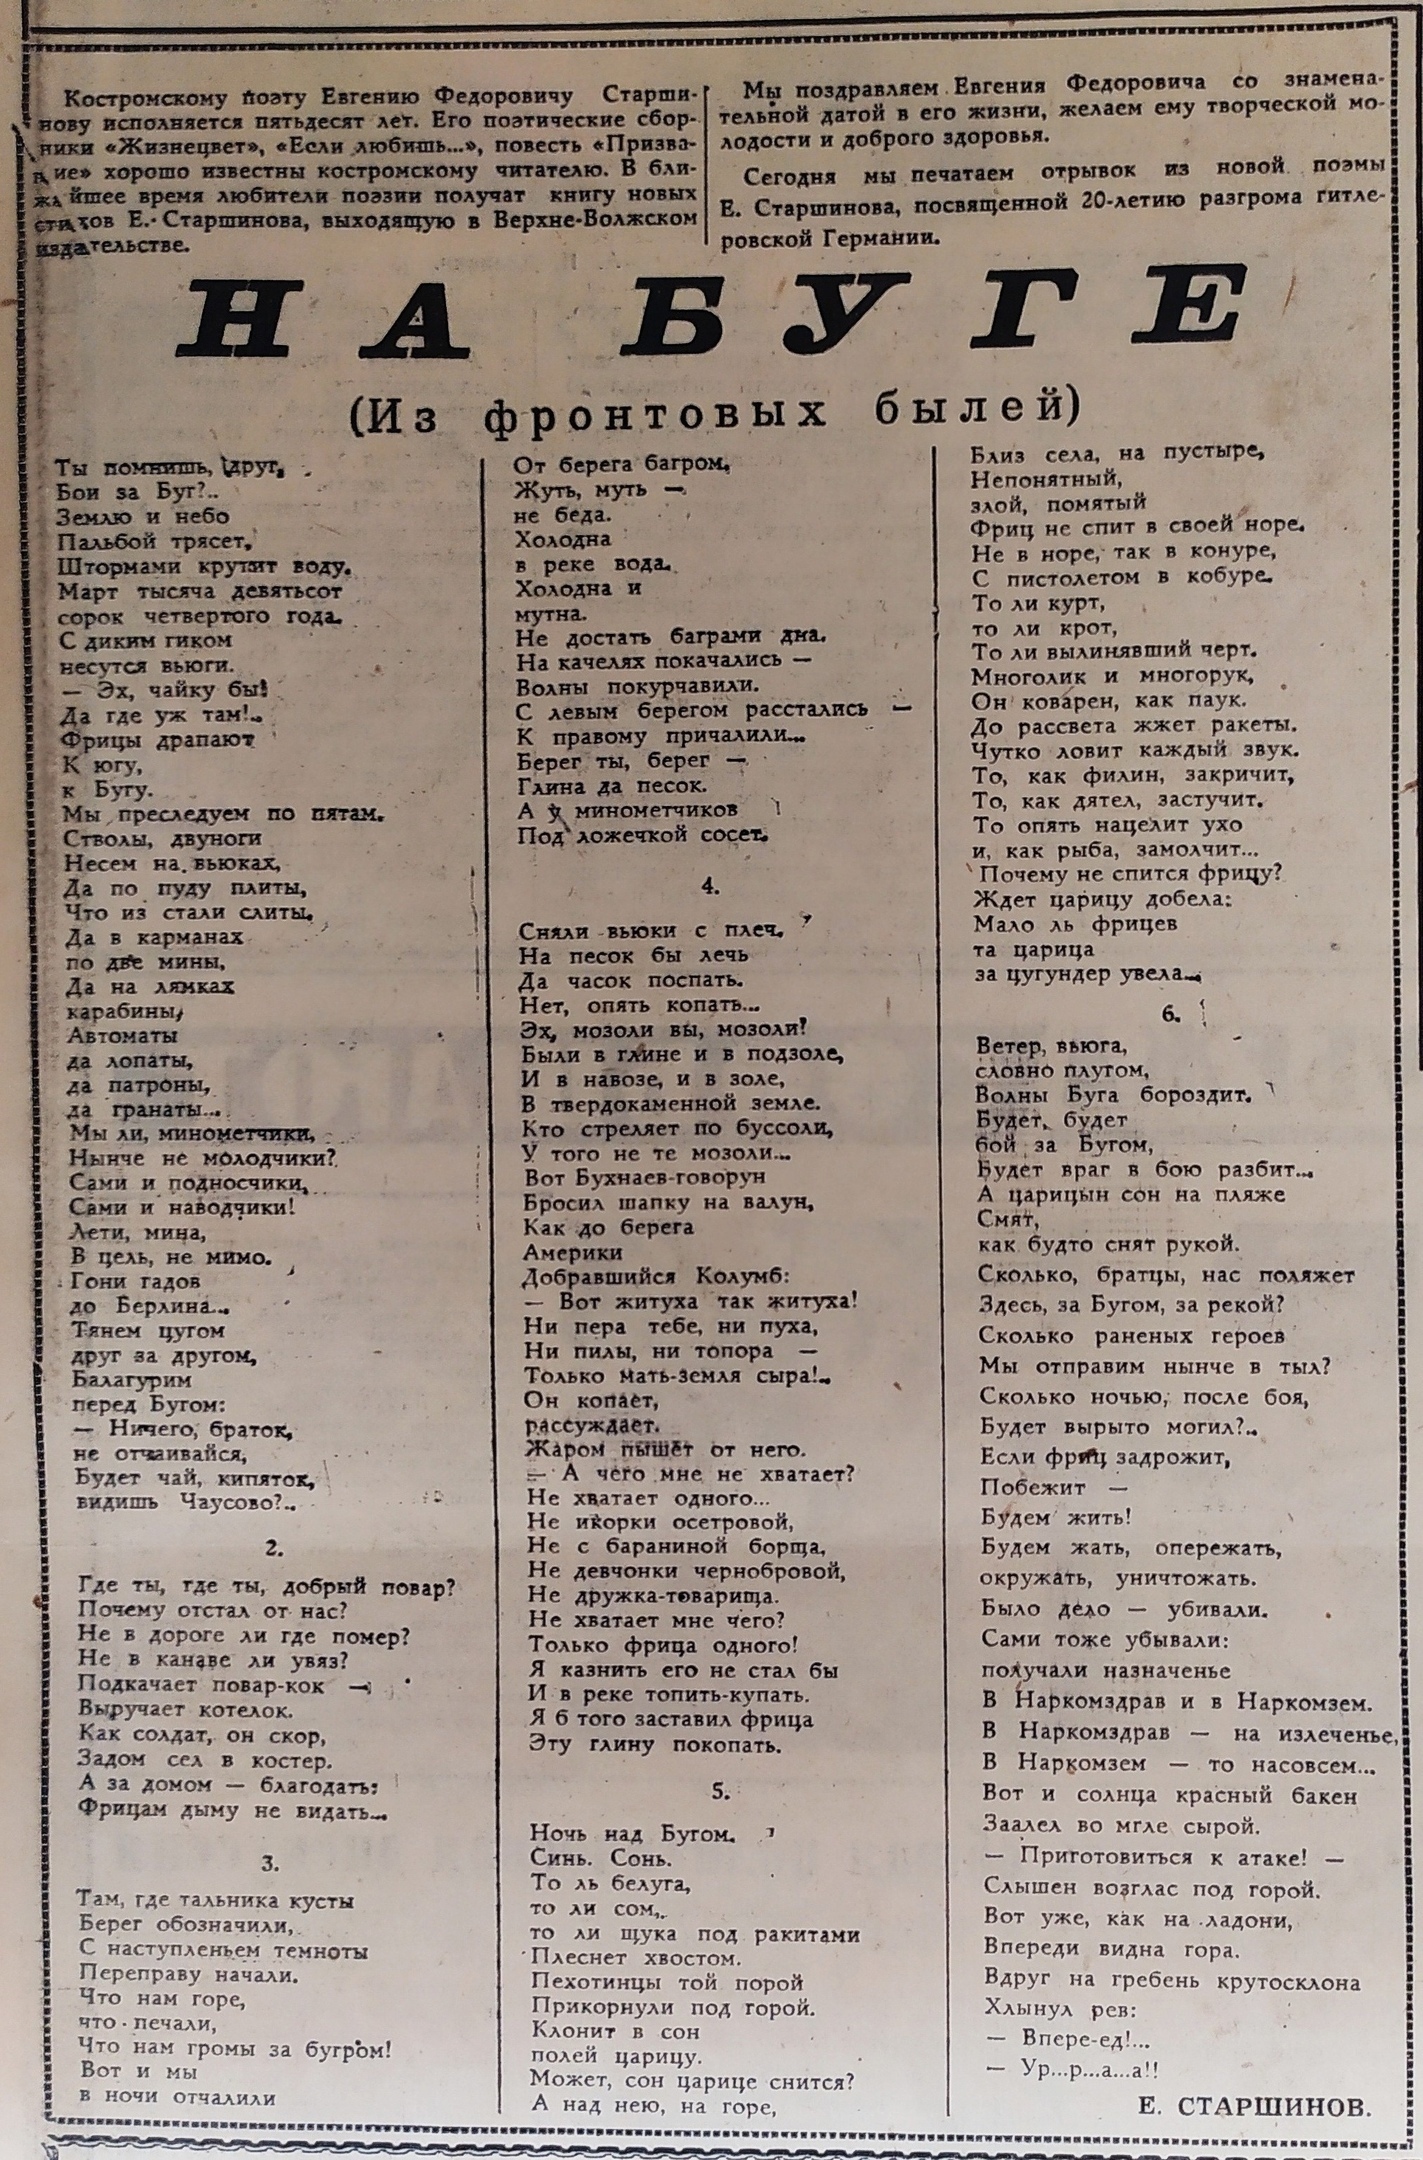 Костромскому поэту Евгению Федоровичу Старши-
нову исполняется пятьдесят лет. Его поэтические сбор-
ники «Жизнецвет», «Если любишь...», повесть «Призва-
ние» хорошо известны костромскому читателю. В бли-
жайшее время любители поэзии получат книгу новых
стихов Е. Старшинова, выходящую в Верхне-Волжском
издательстве.
Мы поздравляем Евгения Федоровича со знамена-
тельной датой в его жизни, желаем ему творческой мо-
лодости и доброго здоровья.
Сегодня мы печатаем отрывок из новой поэмы
Е. Старшинова, посвященной 20-летию разгрома гитле-
ровской Германии.
НА БУГЕ
(Из фронтовых былей)
Ты помнишь, друг,
Бои за Буг?..
Землю и небо
Пальбой трясет,
Штормами крутит воду.
Март тысяча девятьсот
сорок четвертого года.
С диким гиком
несутся вьюги.
— Эх, чайку бы!
Да где уж там!..
Фрицы драпают
К югу,
к Бугу.
Мы преследуем по пятам.
Стволы, двуноги
Несем на вьюках,
Да по пуду плиты,
Что из стали слиты.
Да в карманах
по две мины,
Да на лямках
карабины,
Автоматы
да лопаты,
да патроны,
да гранаты...
Мы ли, минометчики,
Нынче не молодчики?
Сами и подносчики,
Сами и наводчики!
Лети, мина,
В цель, не мимо.
Гони гадов
до Берлина...
Тянем цугом
друг за другом,
Балагурим
перед Бугом:
— Ничего, браток,
не отчаивайся,
Будет чай, кипяток,
видишь Чаусово?..
2.
Где ты, где ты, добрый повар?
Почему отстал от нас?
Не в дороге ли где помер?
Не в канаве ли увяз?
Подкачает повар-кок —
Выручает котелок.
Как солдат, он скор,
Задом сел в костер.
А за домом — благодать:
Фрицам дыму не видать...
3.
Там, где тальника кусты
Берег обозначили,
С наступленьем темноты
Переправу начали.
Что нам горе,
что печали,
Что нам громы за бугром!
Вот и мы
в ночи отчалили
От берега багром.
Жуть, муть —
не беда.
Холодна
в реке вода.
Холодна и
мутна.
Не достать баграми дна.
На качелях покачались —
Волны покурчавили.
С левым берегом расстались —
К правому причалили...
Берег ты, берег —
Глина да песок.
А у минометчиков
Под ложечкой сосет.
4.
Сняли вьюки с плеч.
На песок бы лечь
Да часок поспать.
Нет, опять копать...
Эх, мозоли вы, мозоли!
Были в глине и в подзоле,
И в навозе, и в золе,
В твердокаменной земле.
Кто стреляет по буссоли,
У того не те мозоли...
Вот Бухнаев-говорун
Бросил шапку на валун,
Как до берега
Америки
Добравшийся Колумб:
— Вот житуха так житуха!
Ни пера тебе, ни пуха,
Ни пилы, ни топора —
Только мать-земля сыра!..
Он копает,
рассуждает.
Жаром пышет от него.
— А чего мне не хватает?
Не хватает одного...
Не икорки осетровой,
Не с бараниной борща,
Не девчонки чернобровой,
Не дружка-товарища.
Не хватает мне чего?
Только фрица одного!
Я казнить его не стал бы
И в реке топить-купать.
Я б того заставил фрица
Эту глину покопать.
5.
Ночь над Бугом.
Синь. Сонь.
То ль белуга,
то ли сом,
то ли щука под ракитами
Плеснет хвостом.
Пехотинцы той порой
Прикорнули под горой.
Клонит в сон
полей царицу.
Может, сон царице снится?
А над нею, на горе,
Близ села, на пустыре,
Непонятный,
злой, помятый
Фриц не спит в своей норе.
Не в норе, так в конуре,
С пистолетом в кобуре.
То ли курт,
то ли крот,
То ли вылинявший черт.
Многолик и многорук,
Он коварен, как паук.
До рассвета жжет ракеты.
Чутко ловит каждый звук.
То, как филин, закричит,
То, как дятел, застучит.
То опять нацелит ухо
и, как рыба, замолчит...
Почему не спится фрицу?
Ждет царицу добела:
Мало ль фрицев
та царица
за цугундер увела...
6.
Ветер, вьюга,
словно плугом,
Волны Буга бороздит.
Будет, будет
бой за Бугом,
Будет враг в бою разбит...
А царицын сон на пляже
Смят,
как будто снят рукой.
Сколько, братцы, нас поляжет
Здесь, за Бугом, за рекой?
Сколько раненых героев
Мы отправим нынче в тыл?
Сколько ночью, после боя,
Будет вырыто могил?..
Если фриц задрожит,
Побежит —
Будем жить!
Будем жать, опережать,
окружать, уничтожать.
Было дело — убивали.
Сами тоже убывали:
получали назначенье
В Наркомздрав и в Наркомзем.
В Наркомздрав — на излеченье,
В Наркомзем — то насовсем...
Вот и солнца красный бакен
Заалел во мгле сырой.
— Приготовиться к атаке! —
Слышен возглас под горой.
Вот уже, как на ладони,
Впереди видна гора.
Вдруг на гребень крутосклона
Хлынул рев:
— Впере-ед!...
— Ур...р...а...а!!
Е. СТАРШИНОВ.